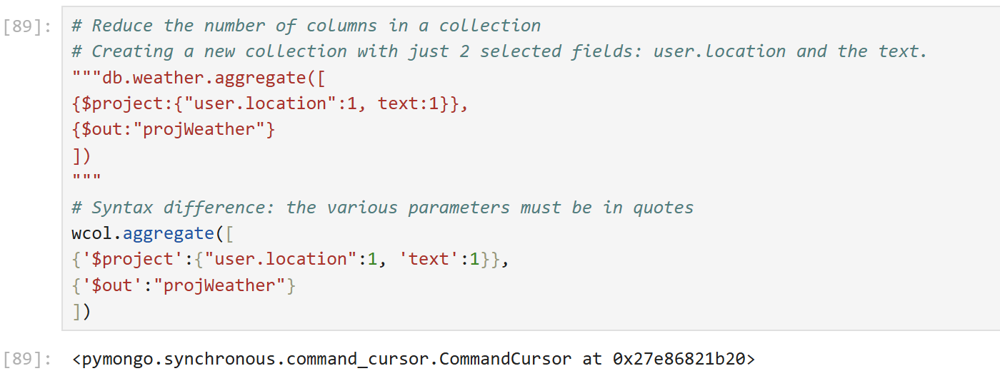 [89]: # Reduce the number of columns in a collection
# Creating a new collection with just 2 selected fields: user.location and the text.
"""db.weather.aggregate([
{$project:{"user.location":1, text:1}},
{$out:"projWeather"}
])
"""
# Syntax difference: the various parameters must be in quotes
wcol.aggregate([
{'$project':{"user.location":1, 'text':1}},
{'$out':"projWeather"}
])
[89]: <pymongo.synchronous.command_cursor.CommandCursor at 0x27e86821b20>